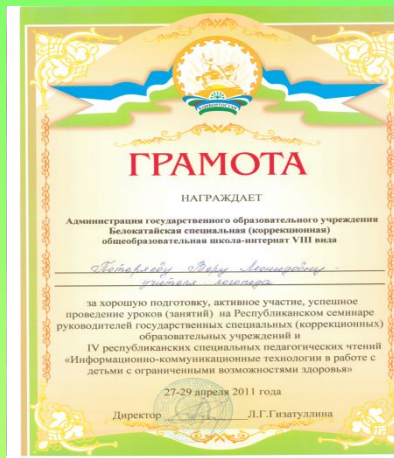 БАШКОРТОСТАН
ГРАМОТА
НАГРАЖДАЕТ
Администрация государственного образовательного учреждения
Белокатайская специальная (коррекционная)
общеобразовательная школа-интернат VIII вида
Веру Леонидовну -
учителя - логопеда
за хорошую подготовку, активное участие, успешное
проведение уроков (занятий) на Республиканском семинаре
руководителей государственных специальных (коррекционных)
образовательных учреждений и
IV республиканских специальных педагогических чтений
«Информационно-коммуникационные технологии в работе с
детьми с ограниченными возможностями здоровья»
27-29 апреля 2011 года
Директор Л.Г.Гизатуллина